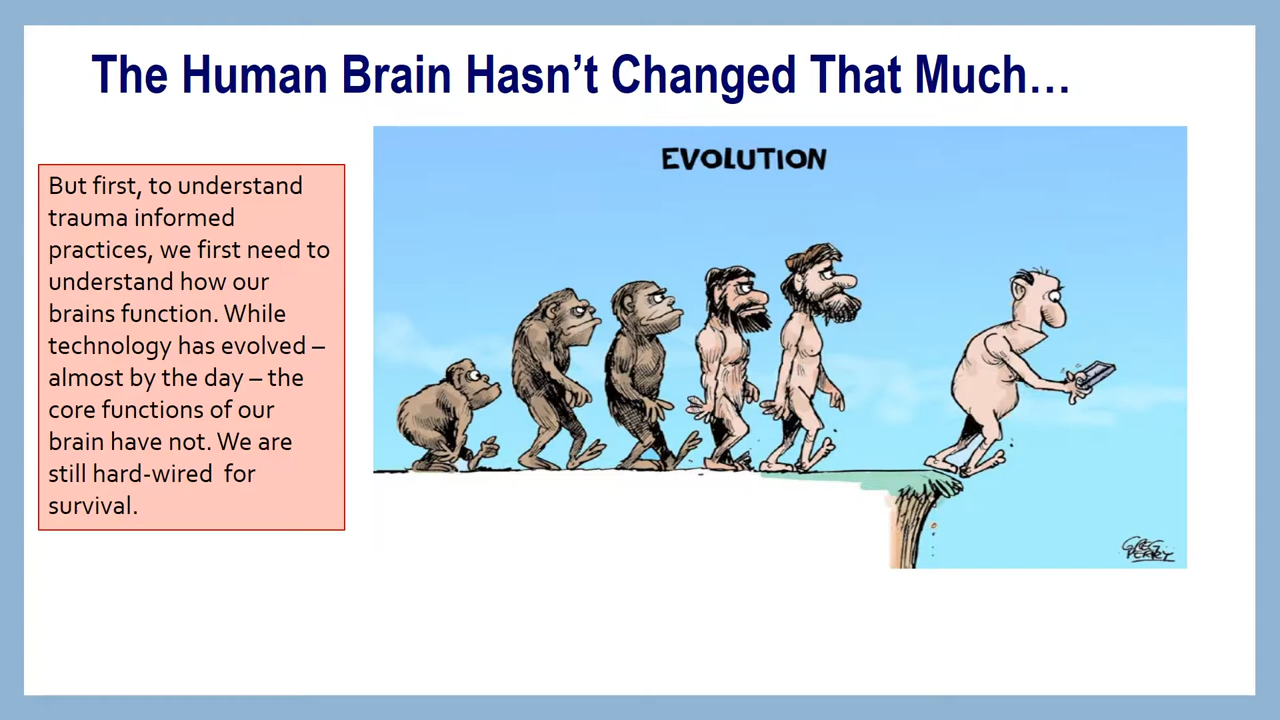 The Human Brain Hasn't Changed That Much…
EVOLUTION
But first, to understand
trauma informed
practices, we first need to
understand how our
brains function. While
technology has evolved –
almost by the day – the
core functions of our
brain have not. We are
still hard-wired  for
survival.
GREG
PERRY